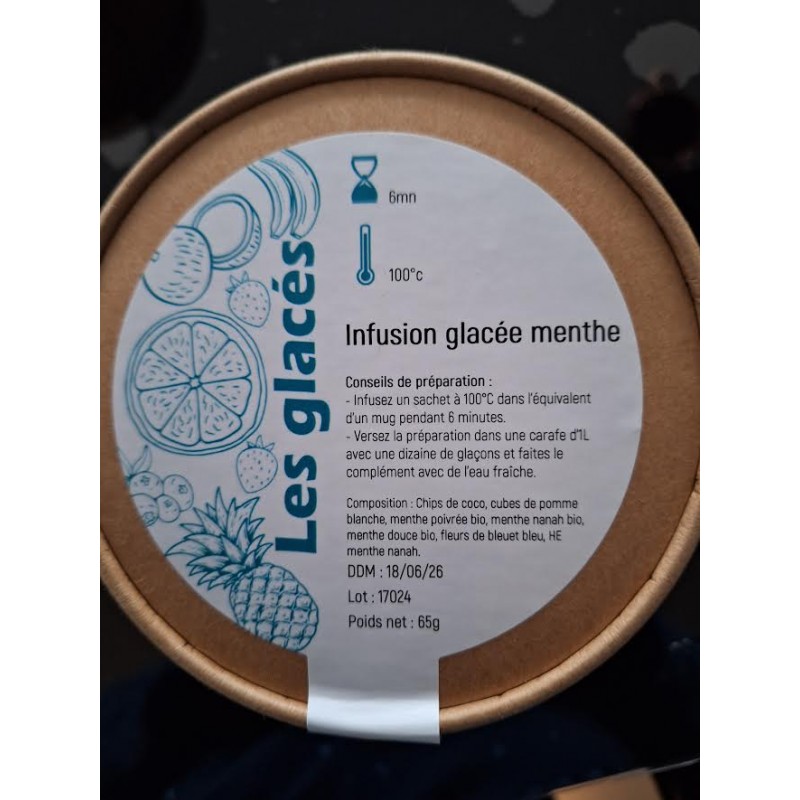 Les glacés
6mn
100°c
Infusion glacée menthe
Conseils de préparation :
- Infusez un sachet à 100°C dans l'équivalent
d'un mug pendant 6 minutes.
- Versez la préparation dans une carafe d'1L
avec une dizaine de glaçons et faites le
complément avec de l'eau fraîche.
Composition : Chips de coco, cubes de pomme
blanche, menthe poivrée bio, menthe nanah bio,
menthe douce bio, fleurs de bleuet bleu, HE
menthe nanah.
DDM : 18/06/26
Lot : 17024
Poids net : 65g